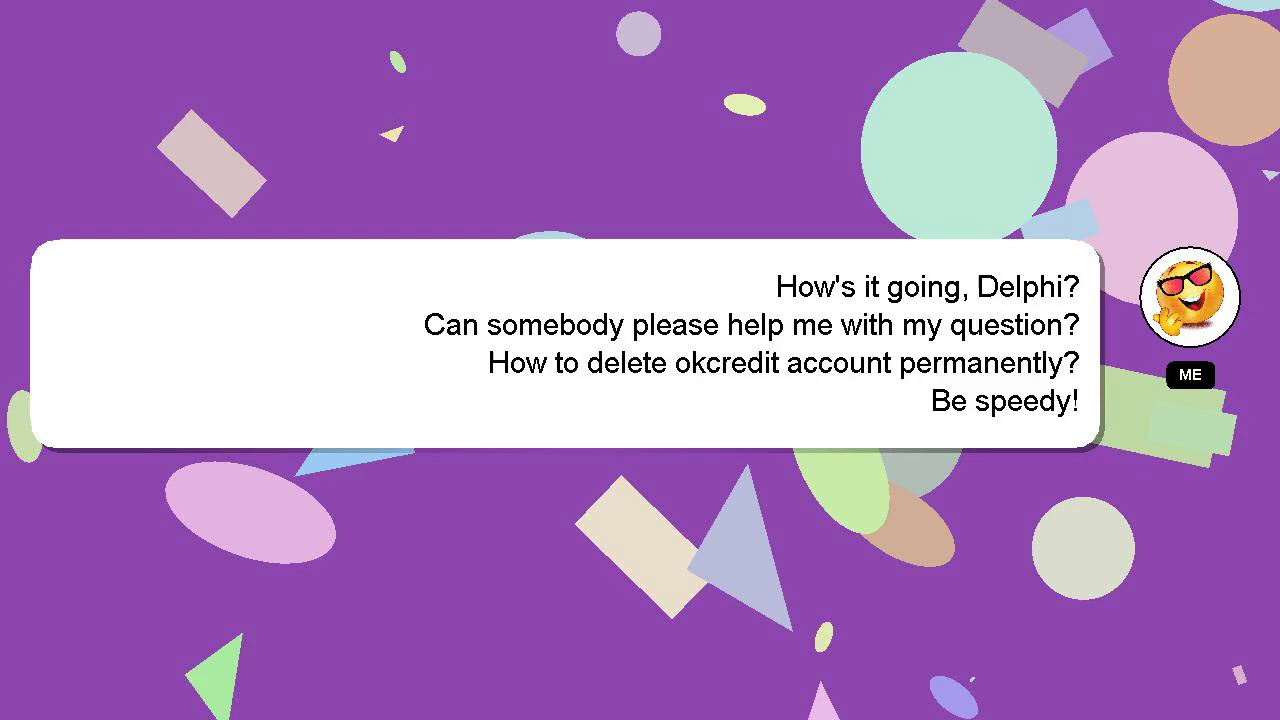 How's it going, Delphi?
Can somebody please help me with my question?
How to delete okcredit account permanently?
Be speedy!
ME